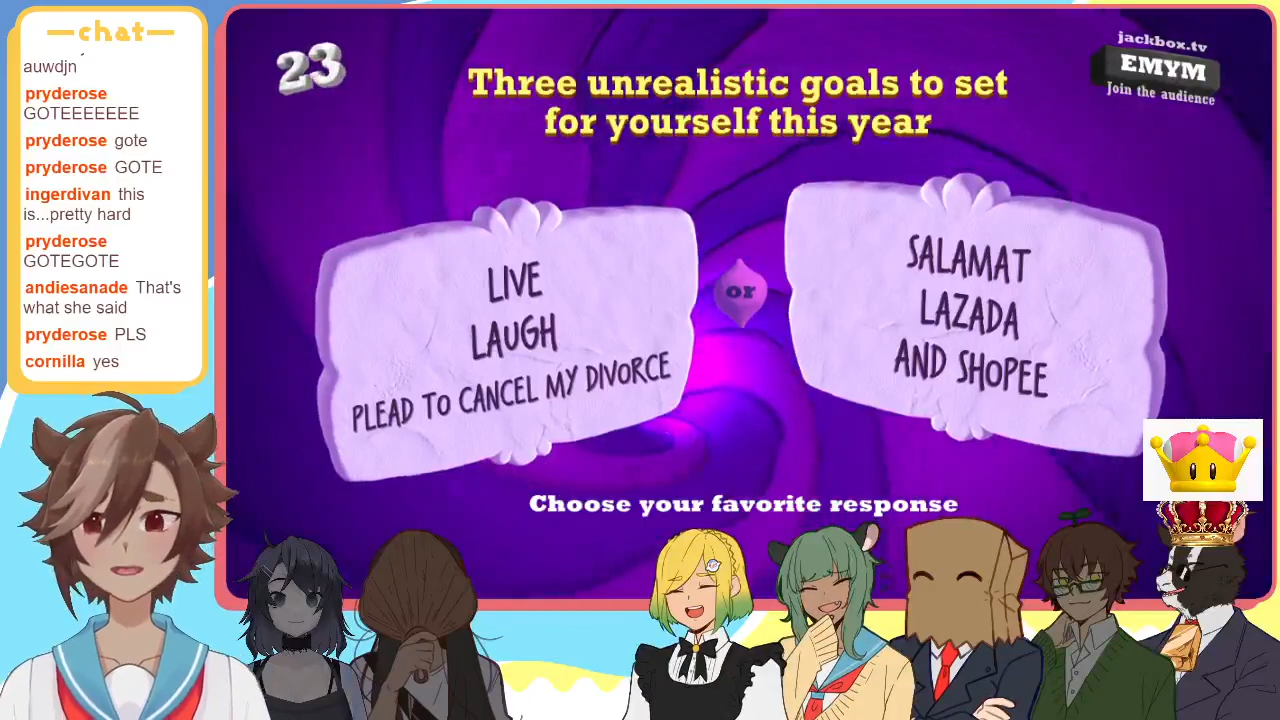 chat
auwdjn
pryderose
GOTEEEEEEE
pryderose gote
pryderose GOTE
ingerdivan this
is...pretty hard
pryderose
GOTEGOTE
andiesanade That's
what she said
pryderose PLS
cornilla yes
23
Three unrealistic goals to set
for yourself this year
jackbox.tv
EMYM
Join the audience
LIVE
LAUGH
PLEAD TO CANCEL MY DIVORCE
or
SALAMAT
LAZADA
AND SHOPEE
Choose your favorite response